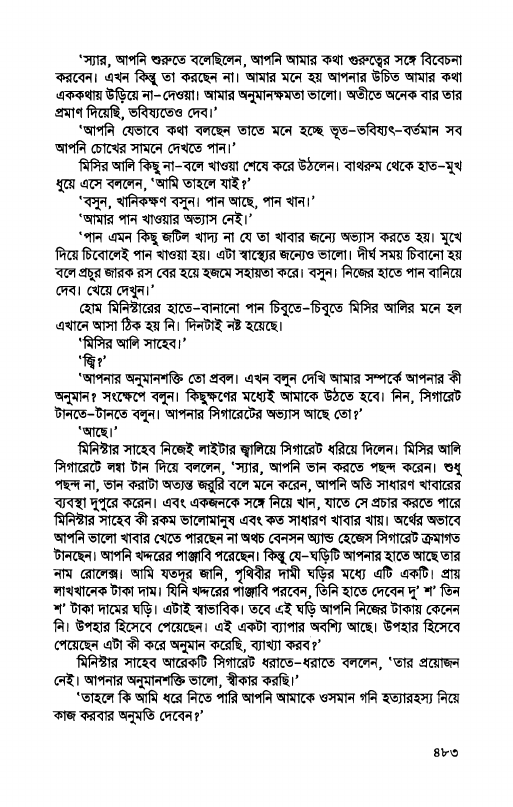 ‘স্যার, আপনি শুরুতে বলেছিলেন, আপনি আমার কথা গুরুত্বের সঙ্গে বিবেচনা
করবেন। এখন কিন্তু তা করছেন না। আমার মনে হয় আপনার উচিত আমার কথা
এককথায় উড়িয়ে না-দেওয়া। আমার অনুমানক্ষমতা ভালো। অতীতে অনেক বার তার
প্রমাণ দিয়েছি, ভবিষ্যতেও দেব।’
‘আপনি যেভাবে কথা বলছেন তাতে মনে হচ্ছে ভূত-ভবিষ্যৎ-বর্তমান সব
আপনি চোখের সামনে দেখতে পান।’
মিসির আলি কিছু না-বলে খাওয়া শেষে করে উঠলেন। বাথরুম থেকে হাত-মুখ
ধুয়ে এসে বললেন, ‘আমি তাহলে যাই?’
‘বসুন, খানিকক্ষণ বসুন। পান আছে, পান খান।’
‘আমার পান খাওয়ার অভ্যাস নেই।’
‘পান এমন কিছু জটিল খাদ্য না যে তা খাবার জন্যে অভ্যাস করতে হয়। মুখে
দিয়ে চিবোলেই পান খাওয়া হয়। এটা স্বাস্থ্যের জন্যেও ভালো। দীর্ঘ সময় চিবানো হয়
বলে প্রচুর জারক রস বের হয়ে হজমে সহায়তা করে। বসুন। নিজের হাতে পান বানিয়ে
দেব। খেয়ে দেখুন।’
হোম মিনিস্টারের হাতে-বানানো পান চিবুতে-চিবুতে মিসির আলির মনে হল
এখানে আসা ঠিক হয় নি। দিনটাই নষ্ট হয়েছে।
‘মিসির আলি সাহেব।’
‘জ্বি?’
‘আপনার অনুমানশক্তি তো প্রবল। এখন বলুন দেখি আমার সম্পর্কে আপনার কী
অনুমান? সংক্ষেপে বলুন। কিছুক্ষণের মধ্যেই আমাকে উঠতে হবে। নিন, সিগারেট
টানতে-টানতে বলুন। আপনার সিগারেটের অভ্যাস আছে তো?’
‘আছে।’
মিনিস্টার সাহেব নিজেই লাইটার জ্বালিয়ে সিগারেট ধরিয়ে দিলেন। মিসির আলি
সিগারেটে লম্বা টান দিয়ে বললেন, ‘স্যার, আপনি ভান করতে পছন্দ করেন। শুধু
পছন্দ না, ভান করাটা অত্যন্ত জরুরি বলে মনে করেন, আপনি অতি সাধারণ খাবারের
ব্যবস্থা দুপুরে করেন। এবং একজনকে সঙ্গে নিয়ে খান, যাতে সে প্রচার করতে পারে
মিনিস্টার সাহেব কী রকম ভালোমানুষ এবং কত সাধারণ খাবার খায়। অর্থের অভাবে
আপনি ভালো খাবার খেতে পারছেন না অথচ বেনসন অ্যান্ড হেজেস সিগারেট ক্রমাগত
টানছেন। আপনি খদ্দরের পাঞ্জাবি পরেছেন। কিন্তু যে-ঘড়িটি আপনার হাতে আছে তার
নাম রোলেক্স। আমি যতদূর জানি, পৃথিবীর দামী ঘড়ির মধ্যে এটি একটি। প্রায়
লাখখানেক টাকা দাম। যিনি খদ্দরের পাঞ্জাবি পরবেন, তিনি হাতে দেবেন দু’ শ’ তিন
শ’ টাকা দামের ঘড়ি। এটাই স্বাভাবিক। তবে এই ঘড়ি আপনি নিজের টাকায় কেনেন
নি। উপহার হিসেবে পেয়েছেন। এই একটা ব্যাপার অবশ্যি আছে। উপহার হিসেবে
পেয়েছেন এটা কী করে অনুমান করেছি, ব্যাখ্যা করব?’
মিনিস্টার সাহেব আরেকটি সিগারেট ধরাতে-ধরাতে বললেন, ‘তার প্রয়োজন
নেই। আপনার অনুমানশক্তি ভালো, স্বীকার করছি।’
‘তাহলে কি আমি ধরে নিতে পারি আপনি আমাকে ওসমান গনি হত্যারহস্য নিয়ে
কাজ করবার অনুমতি দেবেন?’
৪৮৩